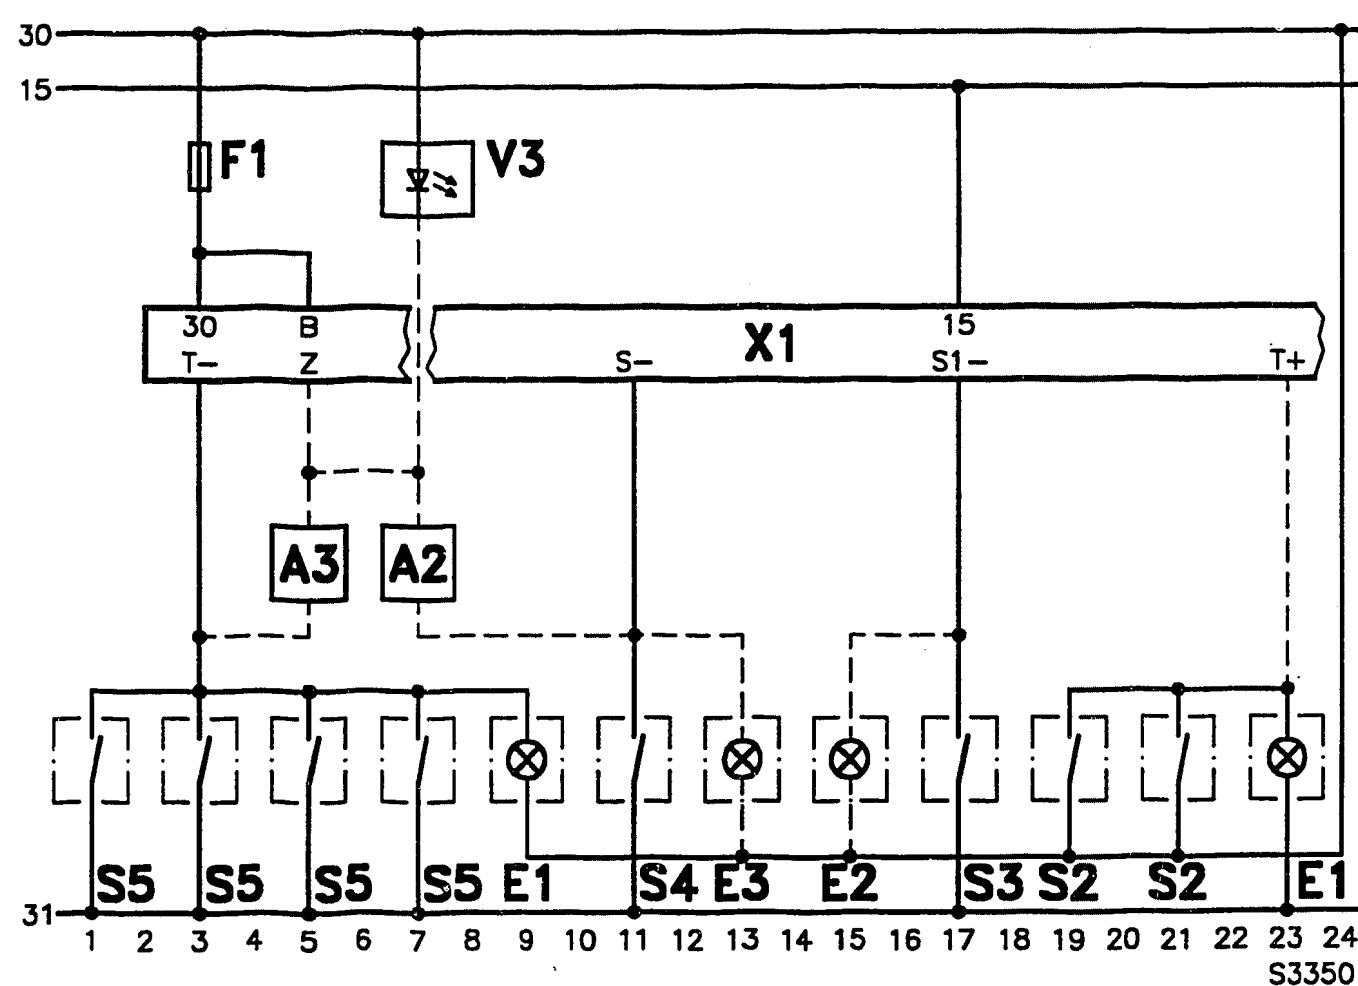 30
15
F1 V3
30 B X1 15
T- Z S- S1- T+
A3 A2
S5 S5 S5 S5 E1 S4 E3 E2 S3 S2 S2 E1
31
1 2 3 4 5 6 7 8 9 10 11 12 13 14 15 16 17 18 19 20 21 22 23 24
S3350